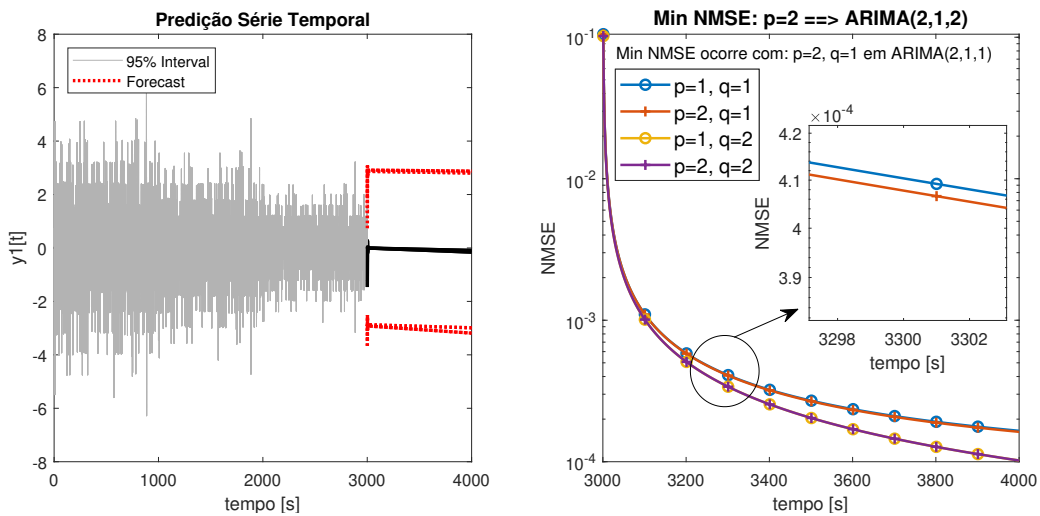 Predição Série Temporal
8
6
4
2
0
-2
-4
-6
-8
y1[t]
95% Interval
Forecast
0
1000
2000
3000
4000
tempo [s]
Min NMSE: p=2 ==> ARIMA(2,1,2)
Min NMSE ocorre com: p=2, q=1 em ARIMA(2,1,1)
10^-1
10^-2
10^-3
10^-4
NMSE
p=1, q=1
p=2, q=1
p=1, q=2
p=2, q=2
× 10^-4
4.2
4.1
4
3.9
NMSE
3298
3300
3302
tempo [s]
3000
3200
3400
3600
3800
4000
tempo [s]